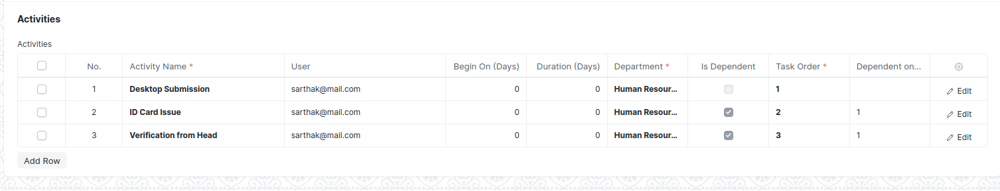 Activities
Activities
No. Activity Name * User Begin On (Days) Duration (Days) Department * Is Dependent Task Order * Dependent on...
1 Desktop Submission sarthak@mail.com 0 0 Human Resour... 1 Edit
2 ID Card Issue sarthak@mail.com 0 0 Human Resour... 2 1 Edit
3 Verification from Head sarthak@mail.com 0 0 Human Resour... 3 1 Edit
Add Row